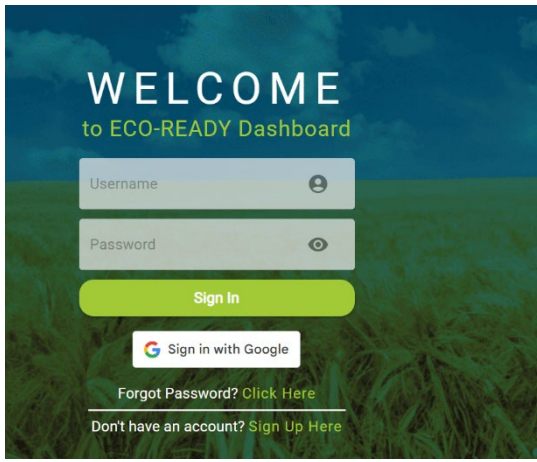 WELCOME
to ECO-READY Dashboard
Username
Password
Sign In
Sign in with Google
Forgot Password? Click Here
Don't have an account? Sign Up Here